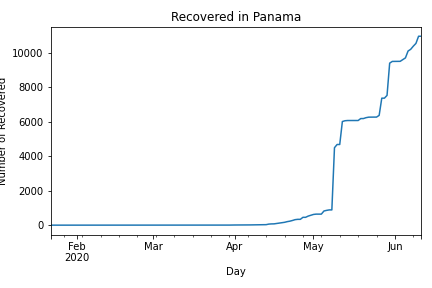 Recovered in Panama
Number of Recovered
10000
8000
6000
4000
2000
0
Feb
2020
Mar
Apr
May
Jun
Day